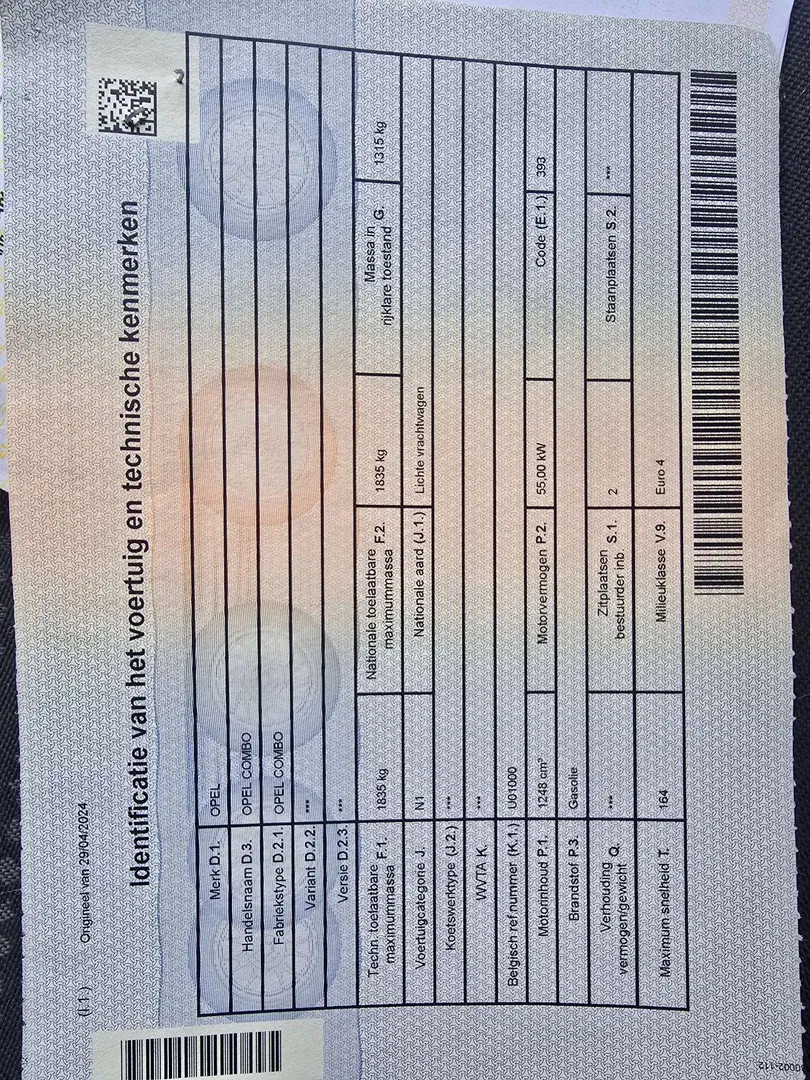 (I.1.) Origineel van 29/04/2024
Identificatie van het voertuig en technische kenmerken
Merk D.1. OPEL
Handelsnaam D.3. OPEL COMBO
Fabriekstype D.2.1. OPEL COMBO
Variant D.2.2. ***
Versie D.2.3. ***
Techn. toelaatbare maximummassa F.1. 1835 kg Nationale toelaatbare maximummassa F.2. 1835 kg Massa in rijklare toestand G. 1315 kg
Voertuigcategorie J. N1 Nationale aard (J.1.) Lichte vrachtwagen
Koetswerktype (J.2.) ***
WVTA K. ***
Belgisch ref nummer (K.1.) U01000
Motorinhoud P.1. 1248 cm³ Motorvermogen P.2. 55,00 kW Code (E.1.) 393
Brandstof P.3. Gasolie
Verhouding vermogen/gewicht Q. *** Zitplaatsen bestuurder inb. S.1. 2 Staanplaatsen S.2. ***
Maximum snelheid T. 164 Milieuklasse V.9. Euro 4